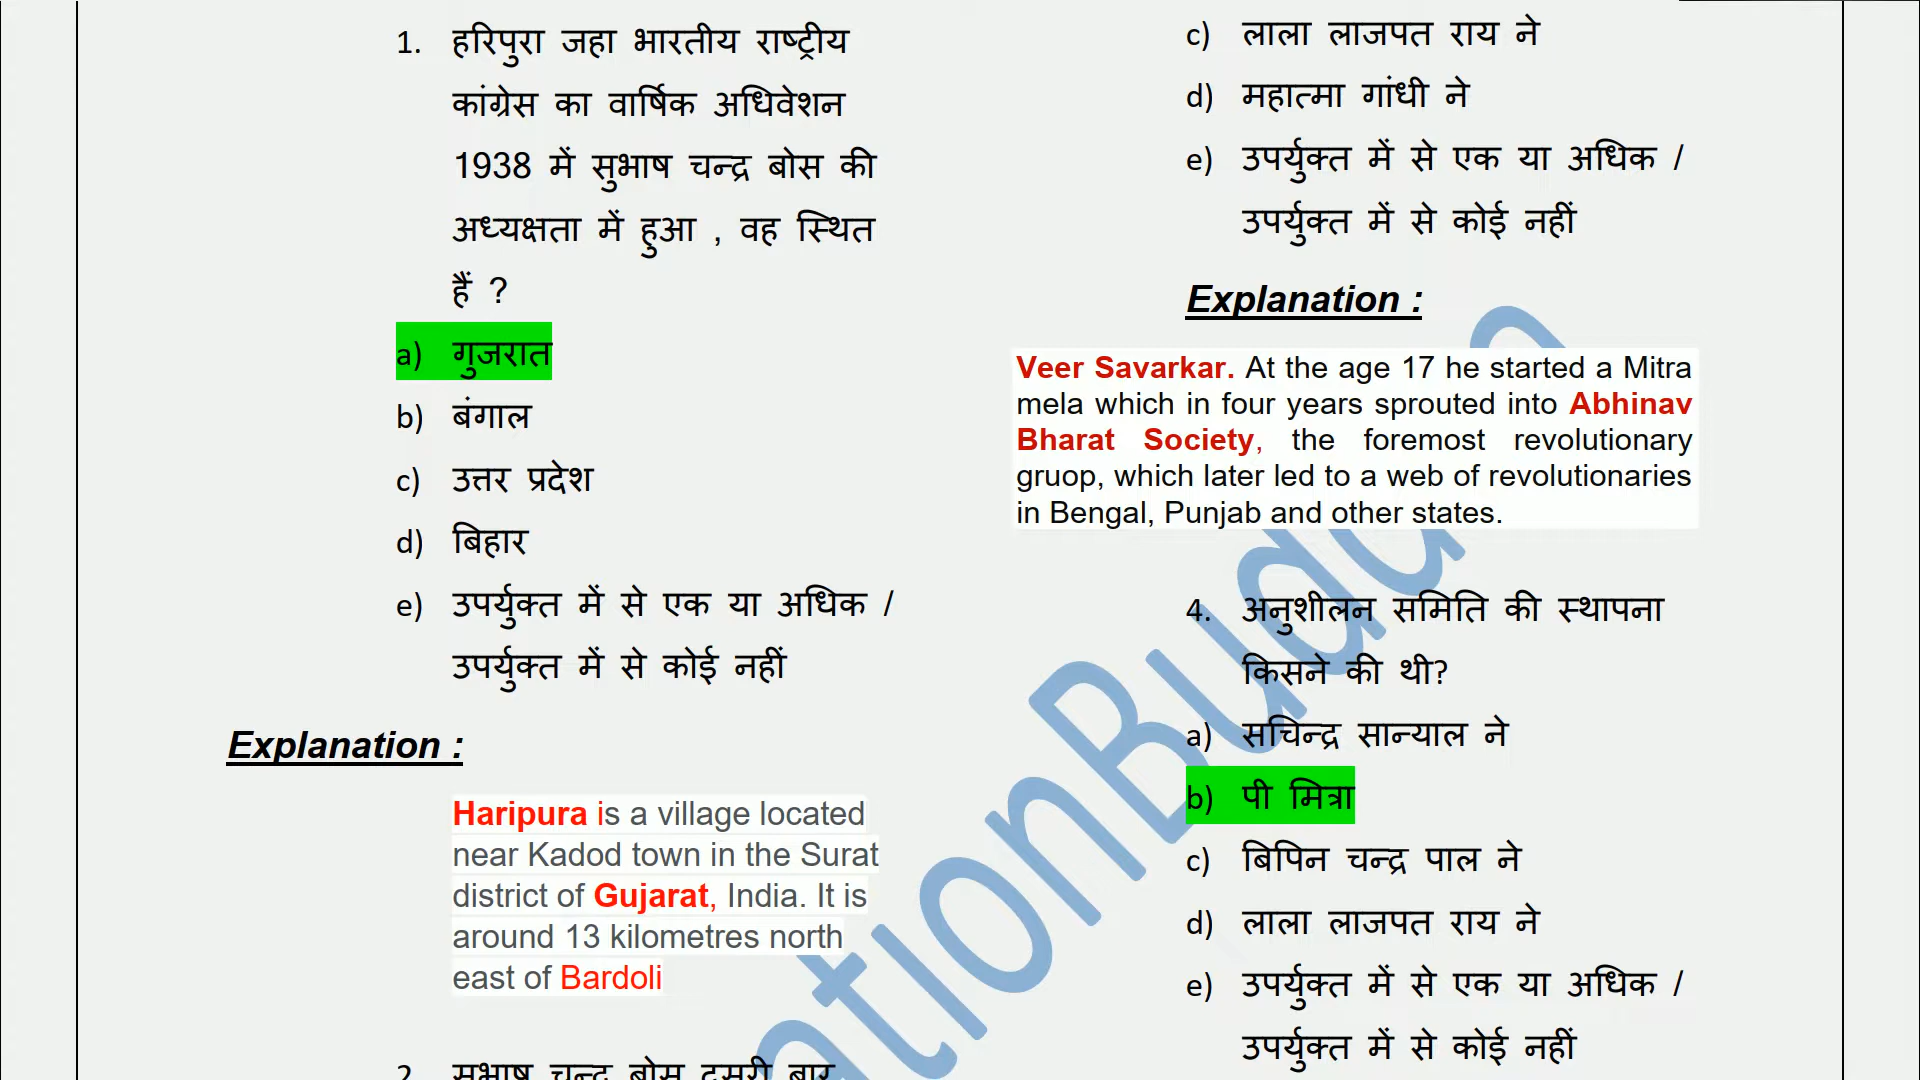 1. हरिपुरा जहा भारतीय राष्ट्रीय
कांग्रेस का वार्षिक अधिवेशन
1938 में सुभाष चन्द्र बोस की
अध्यक्षता में हुआ , वह स्थित
हैं ?
a) गुजरात
b) बंगाल
c) उत्तर प्रदेश
d) बिहार
e) उपर्युक्त में से एक या अधिक /
उपर्युक्त में से कोई नहीं
Explanation :
Haripura is a village located
near Kadod town in the Surat
district of Gujarat, India. It is
around 13 kilometres north
east of Bardoli
2. सुभाष चन्द्र बोस दूसरी बार
c) लाला लाजपत राय ने
d) महात्मा गांधी ने
e) उपर्युक्त में से एक या अधिक /
उपर्युक्त में से कोई नहीं
Explanation :
Veer Savarkar. At the age 17 he started a Mitra
mela which in four years sprouted into Abhinav
Bharat Society, the foremost revolutionary
gruop, which later led to a web of revolutionaries
in Bengal, Punjab and other states.
4. अनुशीलन समिति की स्थापना
किसने की थी?
a) सचिन्द्र सान्याल ने
b) पी मित्रा
c) बिपिन चन्द्र पाल ने
d) लाला लाजपत राय ने
e) उपर्युक्त में से एक या अधिक /
उपर्युक्त में से कोई नहीं